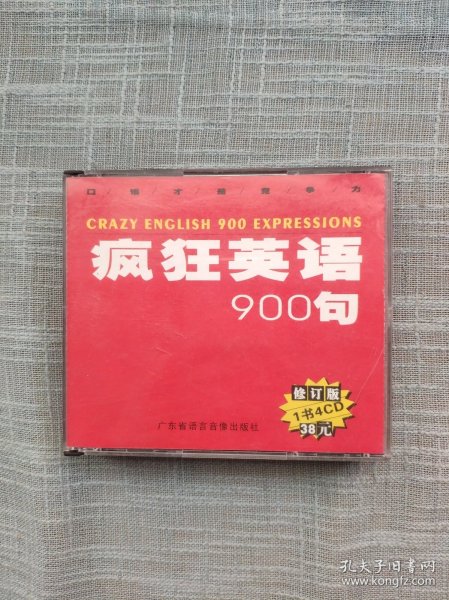 口/语/才/是/竞/争/力
CRAZY ENGLISH 900 EXPRESSIONS
疯狂英语
900句
修订版
1书4CD
38元
广东省语言音像出版社
孔夫子旧书网
www.kongfz.com